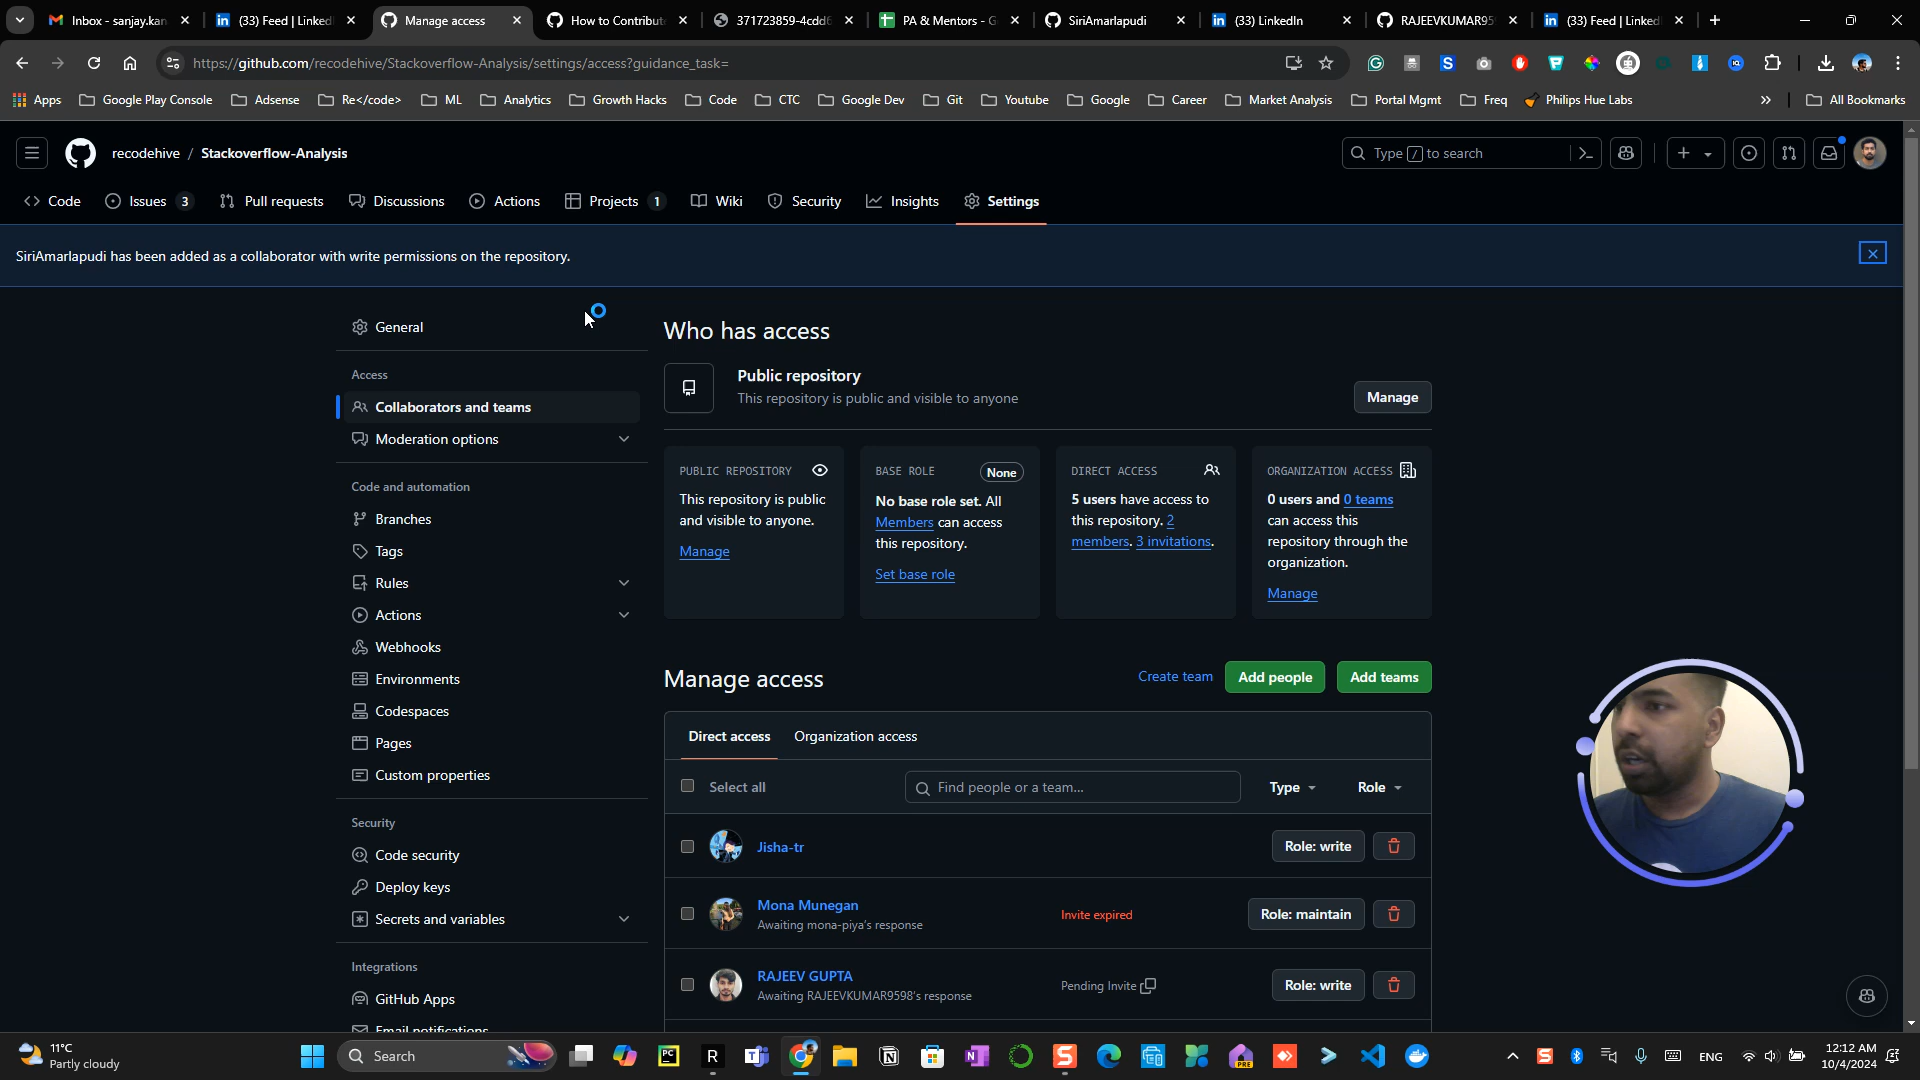 Inbox - sanjay.kan
(33) Feed | Linked
Manage access
How to Contribut
371723859-4cdd6
PA & Mentors - G
SiriAmarlapudi
(33) LinkedIn
RAJEEVKUMAR95
(33) Feed | Linked
https://github.com/recodehive/Stackoverflow-Analysis/settings/access?guidance_task=
Apps
Google Play Console
Adsense
Re</code>
ML
Analytics
Growth Hacks
Code
CTC
Google Dev
Git
Youtube
Google
Career
Market Analysis
Portal Mgmt
Freq
Philips Hue Labs
All Bookmarks
recodehive / Stackoverflow-Analysis
Type / to search
Code
Issues 3
Pull requests
Discussions
Actions
Projects 1
Wiki
Security
Insights
Settings
SiriAmarlapudi has been added as a collaborator with write permissions on the repository.
General
Access
Collaborators and teams
Moderation options
Code and automation
Branches
Tags
Rules
Actions
Webhooks
Environments
Codespaces
Pages
Custom properties
Security
Code security
Deploy keys
Secrets and variables
Integrations
GitHub Apps
Email notifications
Who has access
Public repository
This repository is public and visible to anyone
Manage
PUBLIC REPOSITORY
This repository is public
and visible to anyone.
Manage
BASE ROLE
None
No base role set. All
Members can access
this repository.
Set base role
DIRECT ACCESS
5 users have access to
this repository. 2
members. 3 invitations.
ORGANIZATION ACCESS
0 users and 0 teams
can access this
repository through the
organization.
Manage
Manage access
Create team
Add people
Add teams
Direct access
Organization access
Select all
Find people or a team...
Type
Role
Jisha-tr
Role: write
Mona Munegan
Awaiting mona-piya's response
Invite expired
Role: maintain
RAJEEV GUPTA
Awaiting RAJEEVKUMAR9598's response
Pending Invite
Role: write
11°C
Partly cloudy
Search
ENG
12:12 AM
10/4/2024